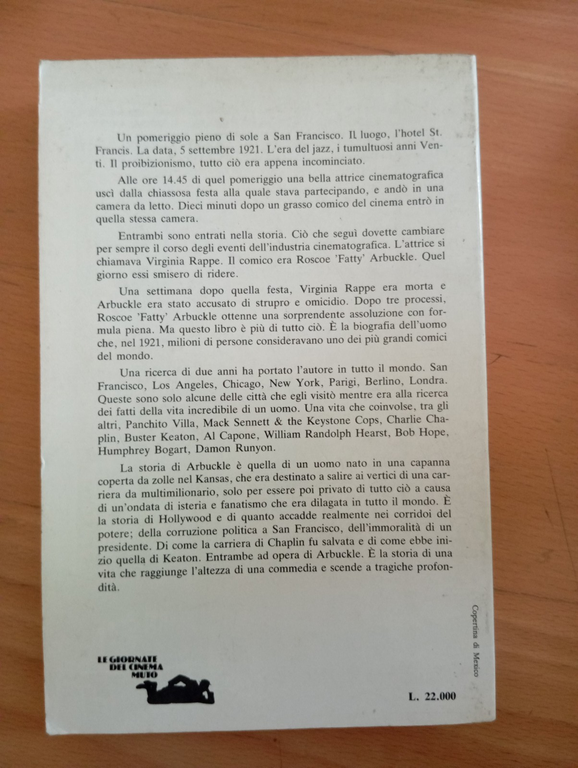 Un pomeriggio pieno di sole a San Francisco. Il luogo, l'hotel St.
Francis. La data, 5 settembre 1921. L'era del jazz, i tumultuosi anni Ven-
ti. Il proibizionismo, tutto ciò era appena incominciato.
Alle ore 14.45 di quel pomeriggio una bella attrice cinematografica
uscì dalla chiassosa festa alla quale stava partecipando, e andò in una
camera da letto. Dieci minuti dopo un grasso comico del cinema entrò in
quella stessa camera.
Entrambi sono entrati nella storia. Ciò che seguì dovette cambiare
per sempre il corso degli eventi dell'industria cinematografica. L'attrice si
chiamava Virginia Rappe. Il comico era Roscoe 'Fatty' Arbuckle. Quel
giorno essi smisero di ridere.
Una settimana dopo quella festa, Virginia Rappe era morta e
Arbuckle era stato accusato di strupro e omicidio. Dopo tre processi,
Roscoe 'Fatty' Arbuckle ottenne una sorprendente assoluzione con for-
mula piena. Ma questo libro è più di tutto ciò. È la biografia dell'uomo
che, nel 1921, milioni di persone consideravano uno dei più grandi comici
del mondo.
Una ricerca di due anni ha portato l'autore in tutto il mondo. San
Francisco, Los Angeles, Chicago, New York, Parigi, Berlino, Londra.
Queste sono solo alcune delle città che egli visitò mentre era alla ricerca
dei fatti della vita incredibile di un uomo. Una vita che coinvolse, tra gli
altri, Panchito Villa, Mack Sennett & the Keystone Cops, Charlie Cha-
plin, Buster Keaton, Al Capone, William Randolph Hearst, Bob Hope,
Humphrey Bogart, Damon Runyon.
La storia di Arbuckle è quella di un uomo nato in una capanna
coperta da zolle nel Kansas, che era destinato a salire ai vertici di una car-
riera da multimilionario, solo per essere poi privato di tutto ciò a causa
di un'ondata di isteria e fanatismo che era dilagata in tutto il mondo. È
la storia di Hollywood e di quanto accadde realmente nei corridoi del
potere; della corruzione politica a San Francisco, dell'immoralità di un
presidente. Di come la carriera di Chaplin fu salvata e di come ebbe ini-
zio quella di Keaton. Entrambe ad opera di Arbuckle. È la storia di una
vita che raggiunge l'altezza di una commedia e scende a tragiche profon-
dità.
Copertina di Mexico
LE GIORNATE
DEL CINEMA
MUTO
L. 22.000